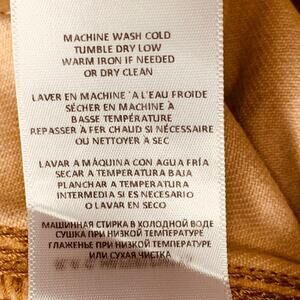 MACHINE WASH COLD
TUMBLE DRY LOW
WARM IRON IF NEEDED
OR DRY CLEAN
LAVER EN MACHINE `A L'EAU FROIDE
SÉCHER EN MACHINE À
BASSE TEMPÉRATURE
REPASSER À FER CHAUD SI NÉCESSAIRE
OU NETTOYER À SEC
LAVAR A MÁQUINA CON AGUA FRÍA
SECAR A TEMPERATURA BAJA
PLANCHAR A TEMPERATURA
INTERMEDIA SI ES NECESARIO
O LAVAR EN SECO
МАШИННАЯ СТИРКА В ХОЛОДНОЙ ВОДЕ
СУШКА ПРИ НИЗКОЙ ТЕМПЕРАТУРЕ
ГЛАЖЕНЬЕ ПРИ НИЗКОЙ ТЕМПЕРАТУРЕ
ИЛИ СУХАЯ ЧИСТКА